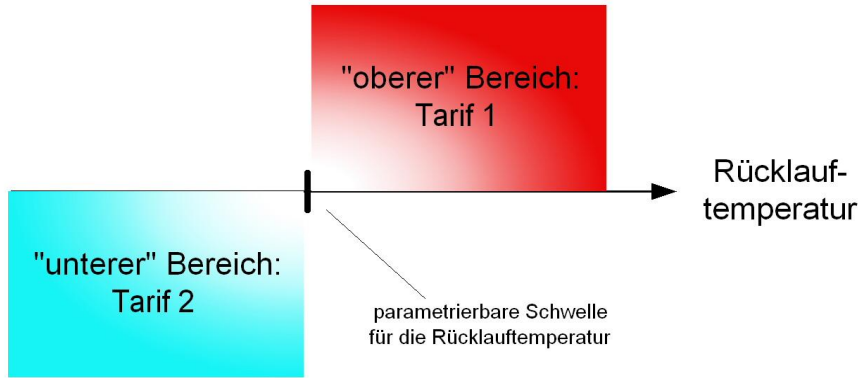 "oberer" Bereich:
Tarif 1
Rücklauf-
temperatur
"unterer" Bereich:
Tarif 2
parametrierbare Schwelle
für die Rücklauftemperatur